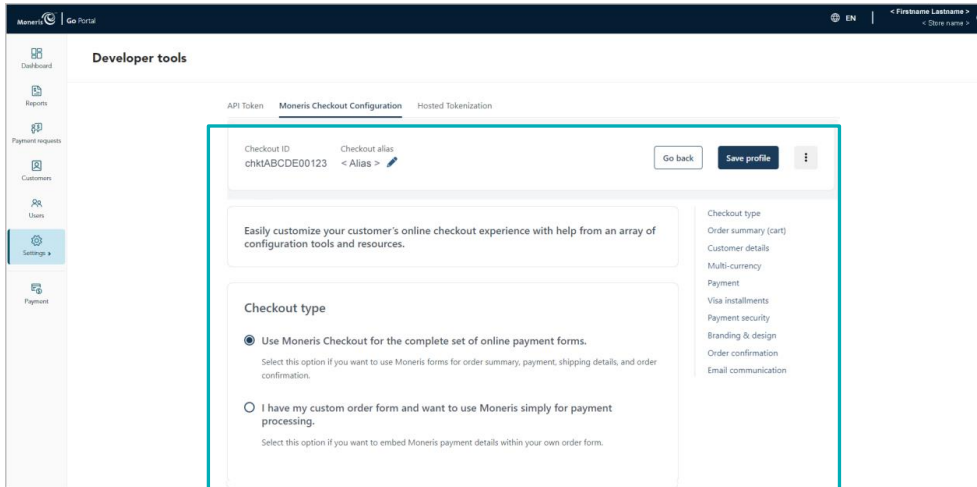 Moneris Go Portal
EN
< Firstname Lastname >
< Store name >
Dashboard
Reports
Payment requests
Customers
Users
Settings
Payment
Developer tools
API Token Moneris Checkout Configuration Hosted Tokenization
Checkout ID Checkout alias
chktABCDE00123 < Alias >
Go back Save profile
Easily customize your customer's online checkout experience with help from an array of
configuration tools and resources.
Checkout type
Use Moneris Checkout for the complete set of online payment forms.
Select this option if you want to use Moneris forms for order summary, payment, shipping details, and order
confirmation.
I have my custom order form and want to use Moneris simply for payment
processing.
Select this option if you want to embed Moneris payment details within your own order form.
Checkout type
Order summary (cart)
Customer details
Multi-currency
Payment
Visa installments
Payment security
Branding & design
Order confirmation
Email communication